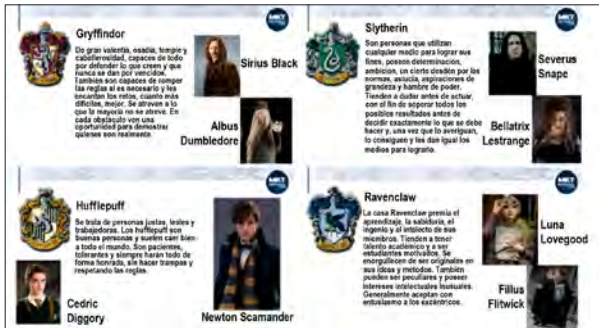 MKT
Gryffindor
De gran valentía, osadía, temple y
caballerosidad, capaces de todo
por defender lo que creen y que
nunca se dan por vencidos.
También son capaces de romper
las reglas si es necesario y les
encantan los retos, cuanto más
difíciles, mejor. Se atreven a lo
que la mayoría no se atreve. En
cada obstáculo ven una
oportunidad para demostrar
quienes son realmente.
Sirius Black
Albus
Dumbledore
MKT
Slytherin
Son personas que utilizan
cualquier medio para lograr sus
fines, poseen determinación,
ambición, un cierto desdén por las
normas, astucia, aspiraciones de
grandeza y hambre de poder.
Tienden a dudar antes de actuar,
con el fin de sopesar todos los
posibles resultados antes de
decidir exactamente lo que se debe
hacer y, una vez que lo averiguan,
lo consiguen y les dan igual los
medios para lograrlo.
Severus
Snape
Bellatrix
Lestrange
MKT
Hufflepuff
Se trata de personas justas, leales y
trabajadoras. Los hufflepuff son
buenas personas y suelen caer bien
a todo el mundo. Son pacientes,
tolerantes y siempre harán todo de
forma honrada, sin hacer trampas y
respetando las reglas.
Cedric
Diggory
Newton Scamander
MKT
Ravenclaw
La casa Ravenclaw premia el
aprendizaje, la sabiduría, el
ingenio y el intelecto de sus
miembros. Tienden a tener
talento académico y a ser
estudiantes motivados. Se
enorgullecen de ser originales en
sus ideas y métodos. También
pueden ser peculiares y poseer
intereses intelectuales inusuales.
Generalmente aceptan con
entusiasmo a los excéntricos.
Luna
Lovegood
Filius
Flitwick